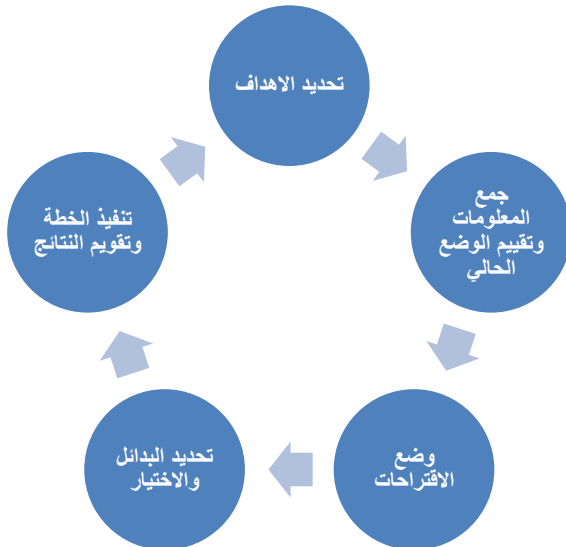 تحديد الاهداف
جمع
المعلومات
وتقييم الوضع
الحالي
وضع
الاقتراحات
تحديد البدائل
والاختيار
تنفيذ الخطة
وتقويم النتائج